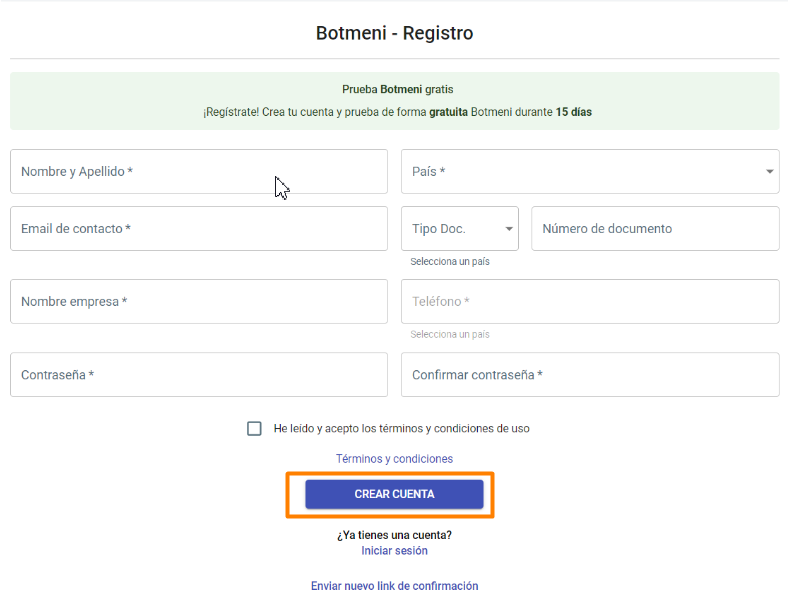 Botmeni - Registro
Prueba Botmeni gratis
¡Regístrate! Crea tu cuenta y prueba de forma gratuita Botmeni durante 15 días
Nombre y Apellido *
País *
Email de contacto *
Tipo Doc.
Número de documento
Selecciona un país
Nombre empresa *
Teléfono *
Selecciona un país
Contraseña *
Confirmar contraseña *
He leído y acepto los términos y condiciones de uso
Términos y condiciones
CREAR CUENTA
¿Ya tienes una cuenta?
Iniciar sesión
Enviar nuevo link de confirmación